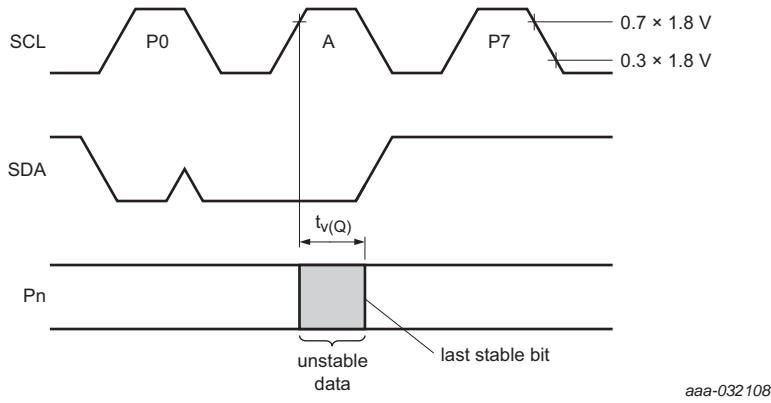 SCL
P0
A
P7
0.7 × 1.8 V
0.3 × 1.8 V
SDA
tv(Q)
Pn
unstable
data
last stable bit
aaa-032108